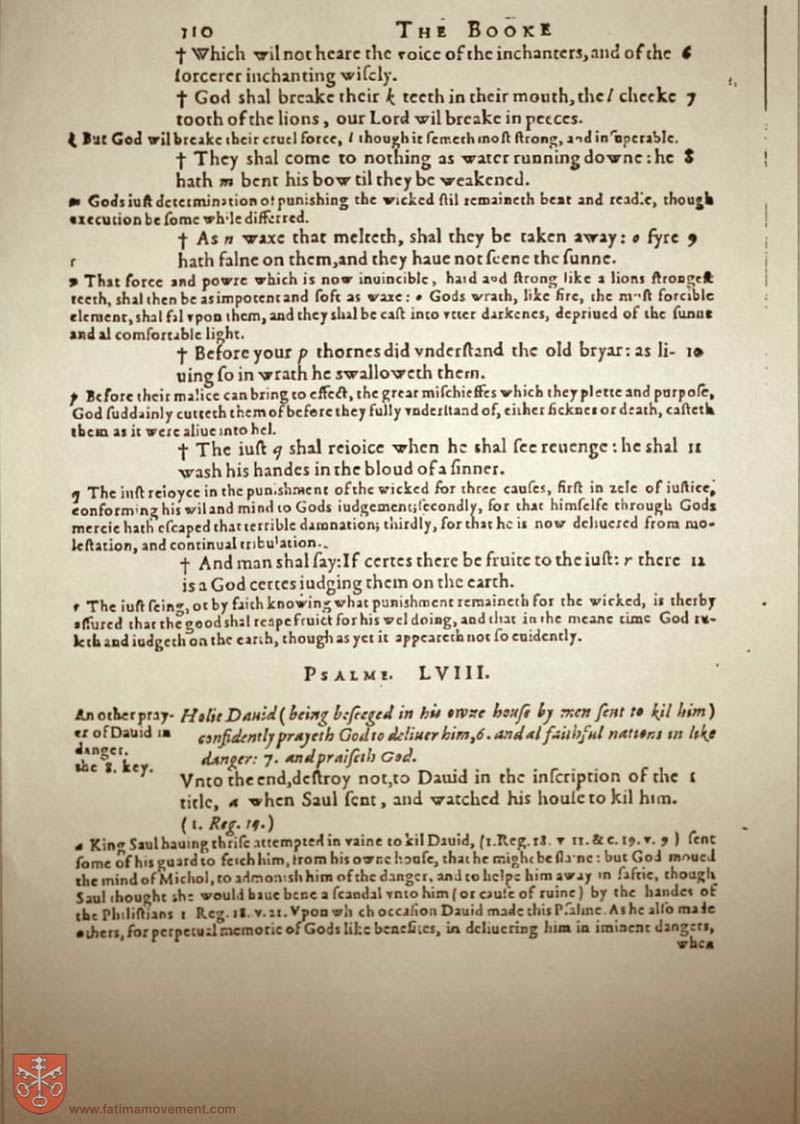 110 THE BOOKE
† Which wil not heare the voice of the inchanters, and of the 6
ſorcerer inchanting wiſely.
† God shal breake their k teeth in their mouth, the l cheeke 7
tooth of the lions, our Lord wil breake in peeces.
k But God wil breake their cruel force, l though it ſemeth moſt ſtrong, and inſuperable.
† They shal come to nothing as water running downe: he 8
hath m bent his bow til they be weakened.
m Gods iuſt determination of punishing the wicked ſtil remaineth bent and readie, though
execution be ſome while differred.
† As n waxe that melteth, shal they be taken away: o fyre 9
hath falne on them, and they haue not ſeene the ſunne.
n That force and powre which is now inuincible, hard and ſtrong like a lions ſtrongeſt
teeth, shal then be as impotent and ſoft as waxe: o Gods wrath, like fire, the moſt forcible
element, shal fal vpon them, and they shal be caſt into vtter darkenes, depriued of the ſunne
and al comfortable light.
† Before your p thornes did vnderſtand the old bryar: as li- 10
uing ſo in wrath he swalloweth them.
p Before their malice can bring to effect, the great miſchieffes which they plotte and purpoſe,
God ſuddainly cutteth them of before they fully vnderſtand of, either ſicknes or death, caſteth
them as it were aliue into hel.
† The iuſt q shal reioice when he shal ſee reuenge: he shal 11
wash his handes in the bloud of a ſinner.
q The iuſt reioyce in the punishment of the wicked for three cauſes, firſt in zele of iuſtice,
conforming his wil and mind to Gods iudgement; ſecondly, for that himſelfe through Gods
mercie hath eſcaped that terrible damnation; thirdly, for that he is now deliuered from mo-
leſtation, and continual tribulation.
† And man shal ſay: If certes there be fruite to the iuſt: r there 12
is a God certes iudging them on the earth.
r The iuſt ſeing, or by faith knowing what punishment remaineth for the wicked, is therby
aſſured that the good shal reape fruict for his wel doing, and that in the meane time God ru-
leth and iudgeth on the earth, though as yet it appeareth not ſo euidently.
PSALME. LVIII.
An other pray-
er of Dauid in
danger.
the 8. key.
Holie Dauid (being beſeeged in his owne houſe by men ſent to kil him)
confidently prayeth God to deliuer him, 6. and al faithful nations in like
danger: 7. and praiſeth God.
Vnto the end, deſtroy not, to Dauid in the inſcription of the 1
title, a when Saul ſent, and watched his houſe to kil him.
(1. Reg. 19.)
a King Saul hauing thriſe attempted in vaine to kil Dauid, (1. Reg. 18. v 11. & c. 19. v. 9) ſent
ſome of his guard to fetch him, from his owne houſe, that he might be ſlaine: but God moued
the mind of Michol, to admonish him of the danger, and to helpe him away in ſaftie, though
Saul thought she would haue bene a ſcandal vnto him (or cauſe of ruine) by the handes of
the Philiſtians 1 Reg. 18. v. 21. Vpon which occaſion Dauid made this Pſalme. As he alſo made
others, for perpetual memorie of Gods like benefites, in deliuering him in iminent dangers,
when
www.fatimamovement.com